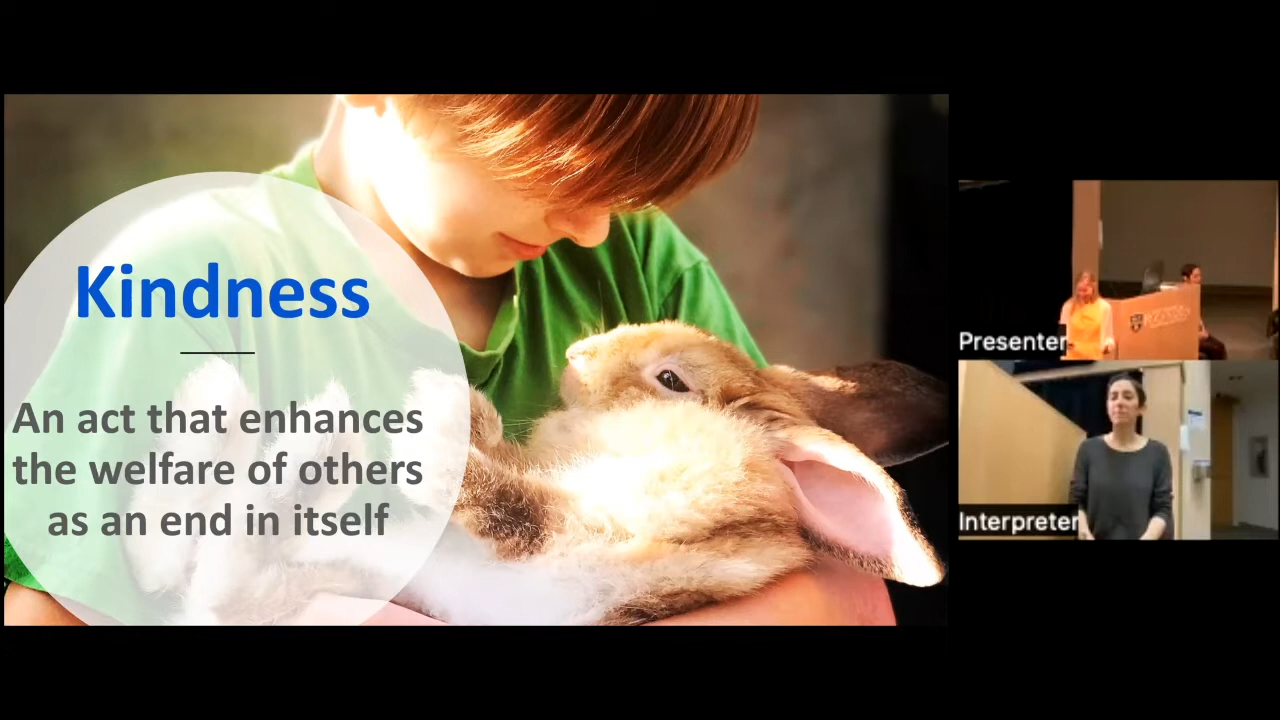 Kindness
An act that enhances
the welfare of others
as an end in itself
Presenter
Interpreter